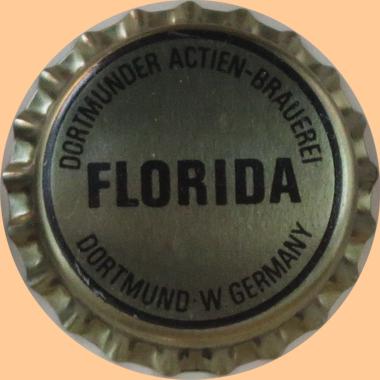 DORTMUNDER ACTIEN-BRAUEREI
FLORIDA
DORTMUND·W GERMANY